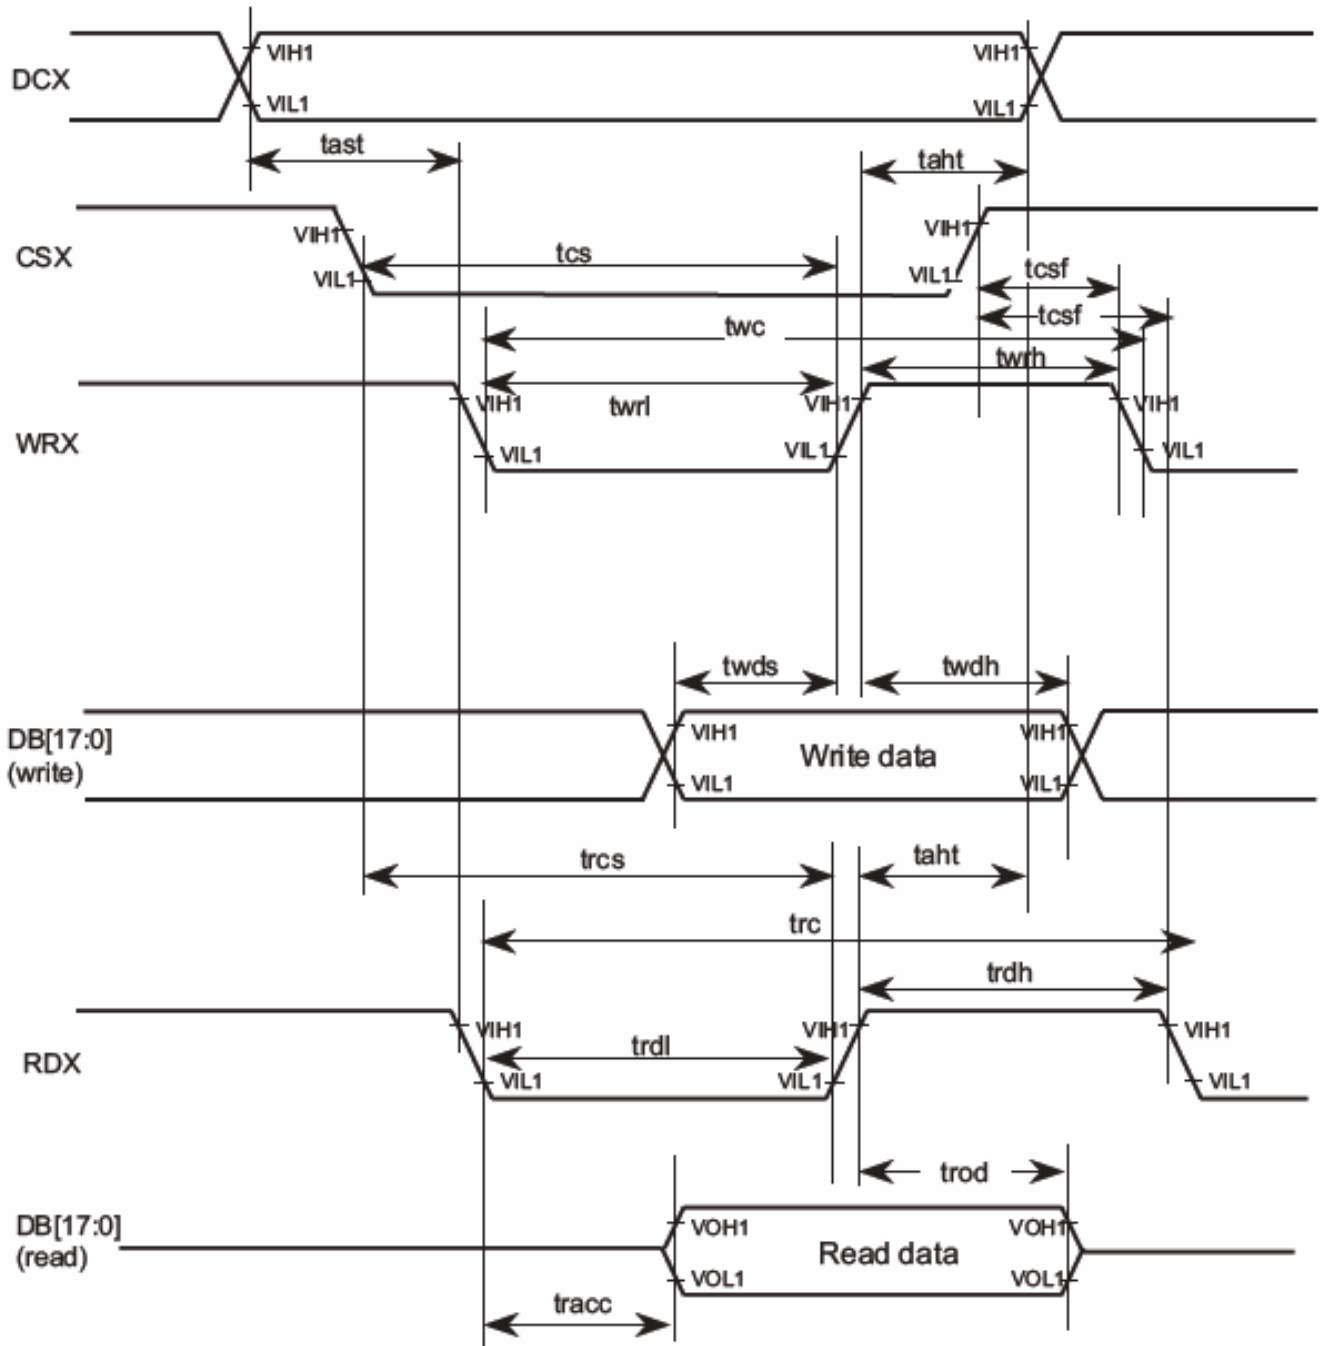 VIH1 VIH1
DCX
VIL1 VIL1
tast taht
VIH1 VIH1
CSX tcs
VIL1 VIL1 tcsf
tcsf
twc
twrh
VIH1 twrl VIH1 VIH1
WRX
VIL1 VIL1 VIL1
twds twdh
DB[17:0] VIH1 VIH1
(write) Write data
VIL1 VIL1
trcs taht
trc
trdh
VIH1 VIH1 VIH1
RDX trdl
VIL1 VIL1 VIL1
trod
DB[17:0] VOH1 VOH1
(read) Read data
VOL1 VOL1
tracc